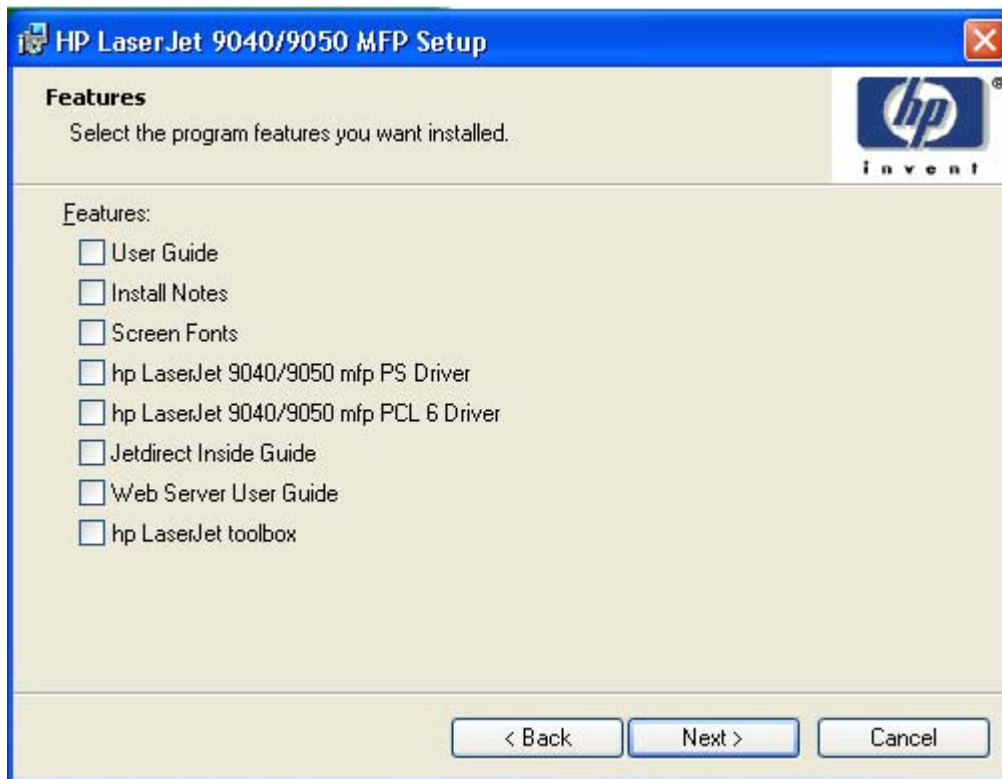 HP LaserJet 9040/9050 MFP Setup
Features
Select the program features you want installed.
hp
®
invent
Features:
User Guide
Install Notes
Screen Fonts
hp LaserJet 9040/9050 mfp PS Driver
hp LaserJet 9040/9050 mfp PCL 6 Driver
Jetdirect Inside Guide
Web Server User Guide
hp LaserJet toolbox
< Back
Next >
Cancel